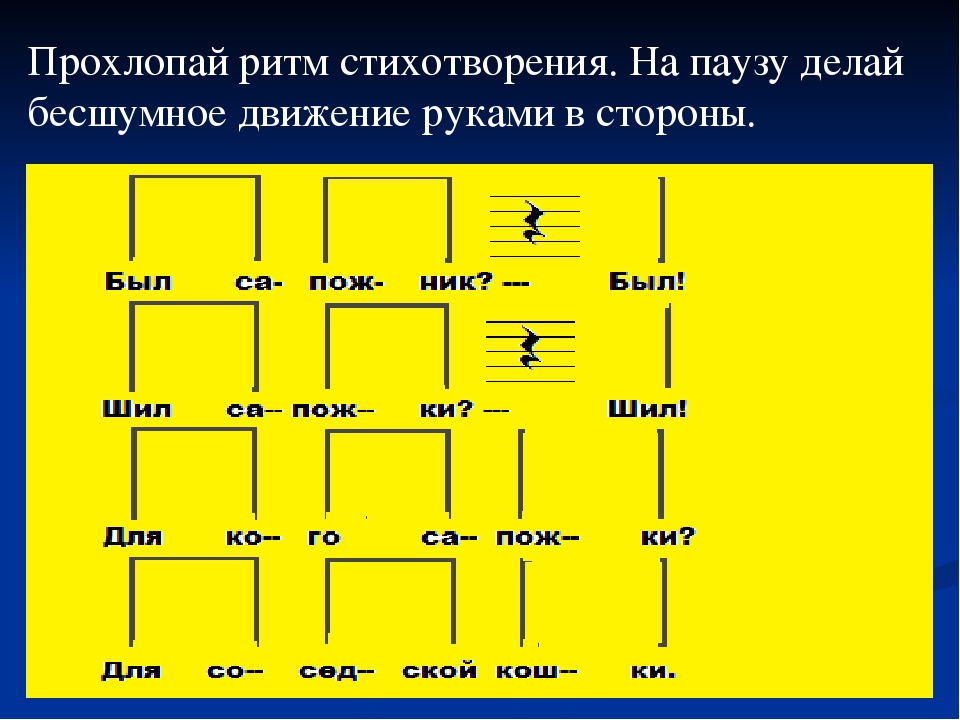 Прохлопай ритм стихотворения. На паузу делай
бесшумное движение руками в стороны.
Был са- пож- ник? --- Был!
Шил са-- пож-- ки? --- Шил!
Для ко-- го са-- пож-- ки?
Для со-- сед-- ской кош-- ки.